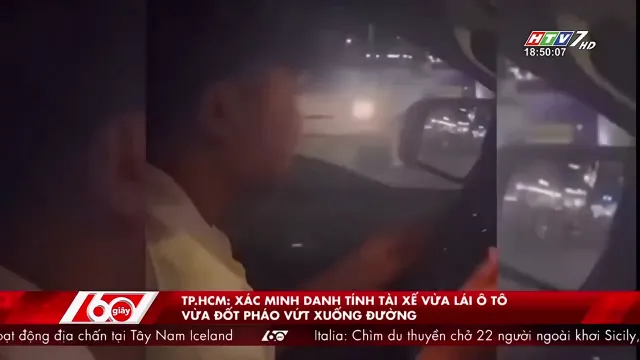 HTV7 HD
18:50:07
60 giây
TP.HCM: XÁC MINH DANH TÍNH TÀI XẾ VỪA LÁI Ô TÔ
VỪA ĐỐT PHÁO VỨT XUỐNG ĐƯỜNG
oạt động địa chấn tại Tây Nam Iceland 60 Italia: Chìm du thuyền chở 22 người ngoài khơi Sicily